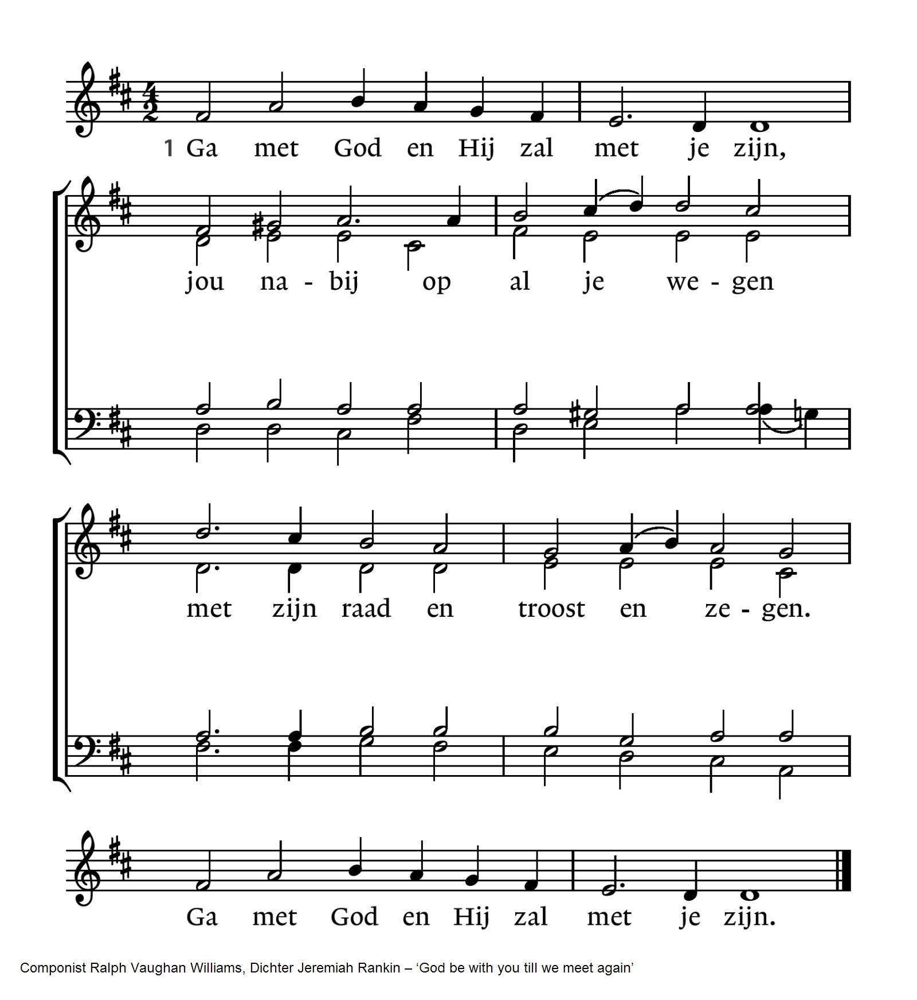 4
2
1 Ga met God en Hij zal met je zijn,
jou na - bij op al je we - gen
met zijn raad en troost en ze - gen.
Ga met God en Hij zal met je zijn.
Componist Ralph Vaughan Williams, Dichter Jeremiah Rankin – ‘God be with you till we meet again’